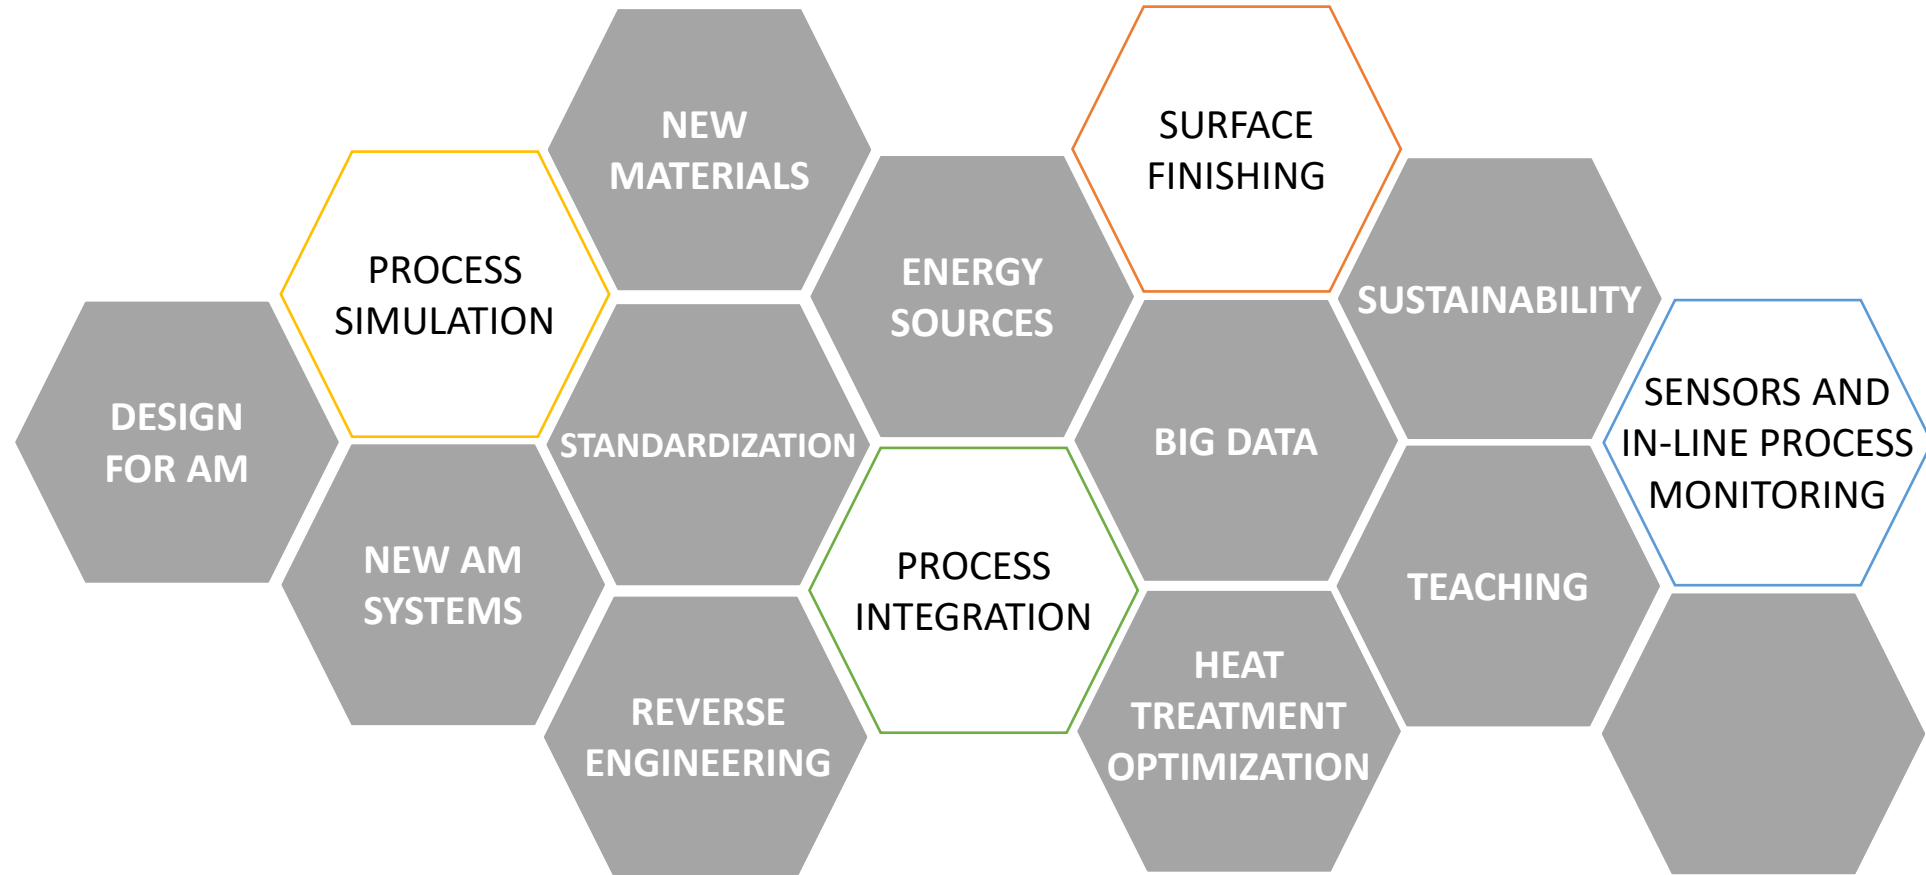 NEW
MATERIALS
SURFACE
FINISHING
PROCESS
SIMULATION
ENERGY
SOURCES
SUSTAINABILITY
DESIGN
FOR AM
STANDARDIZATION
BIG DATA
SENSORS AND
IN-LINE PROCESS
MONITORING
NEW AM
SYSTEMS
PROCESS
INTEGRATION
TEACHING
REVERSE
ENGINEERING
HEAT
TREATMENT
OPTIMIZATION